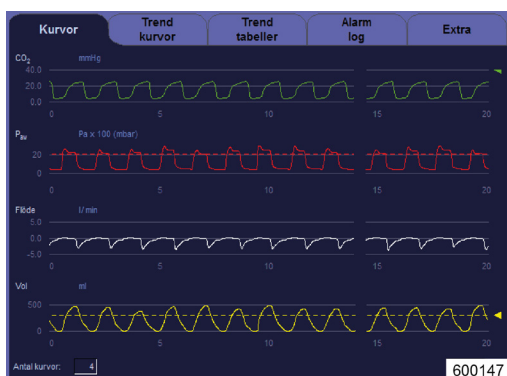 Kurvor
Trend kurvor
Trend tabeller
Alarm log
Extra
CO2 mmHg
40.0
20.0
0.0
0 5 10 15 20
Paw Pa x 100 (mbar)
20
0
0 5 10 15 20
Flöde l/ min
5.0
0.0
-5.0
0 5 10 15 20
Vol ml
500
0
0 5 10 15 20
Antal kurvor: 4
600147